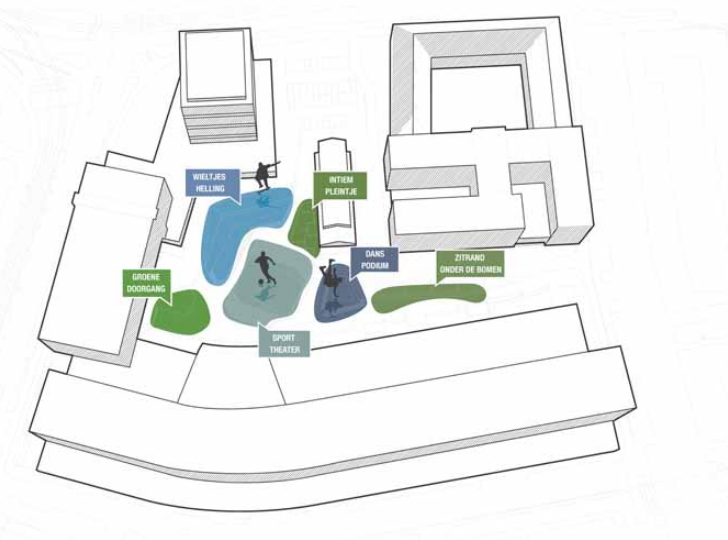 WIELTJES
HELLING
INTIEM
PLEINTJE
DANS
PODIUM
ZITRAND
ONDER DE BOMEN
GROENE
DOORGANG
SPORT
THEATER